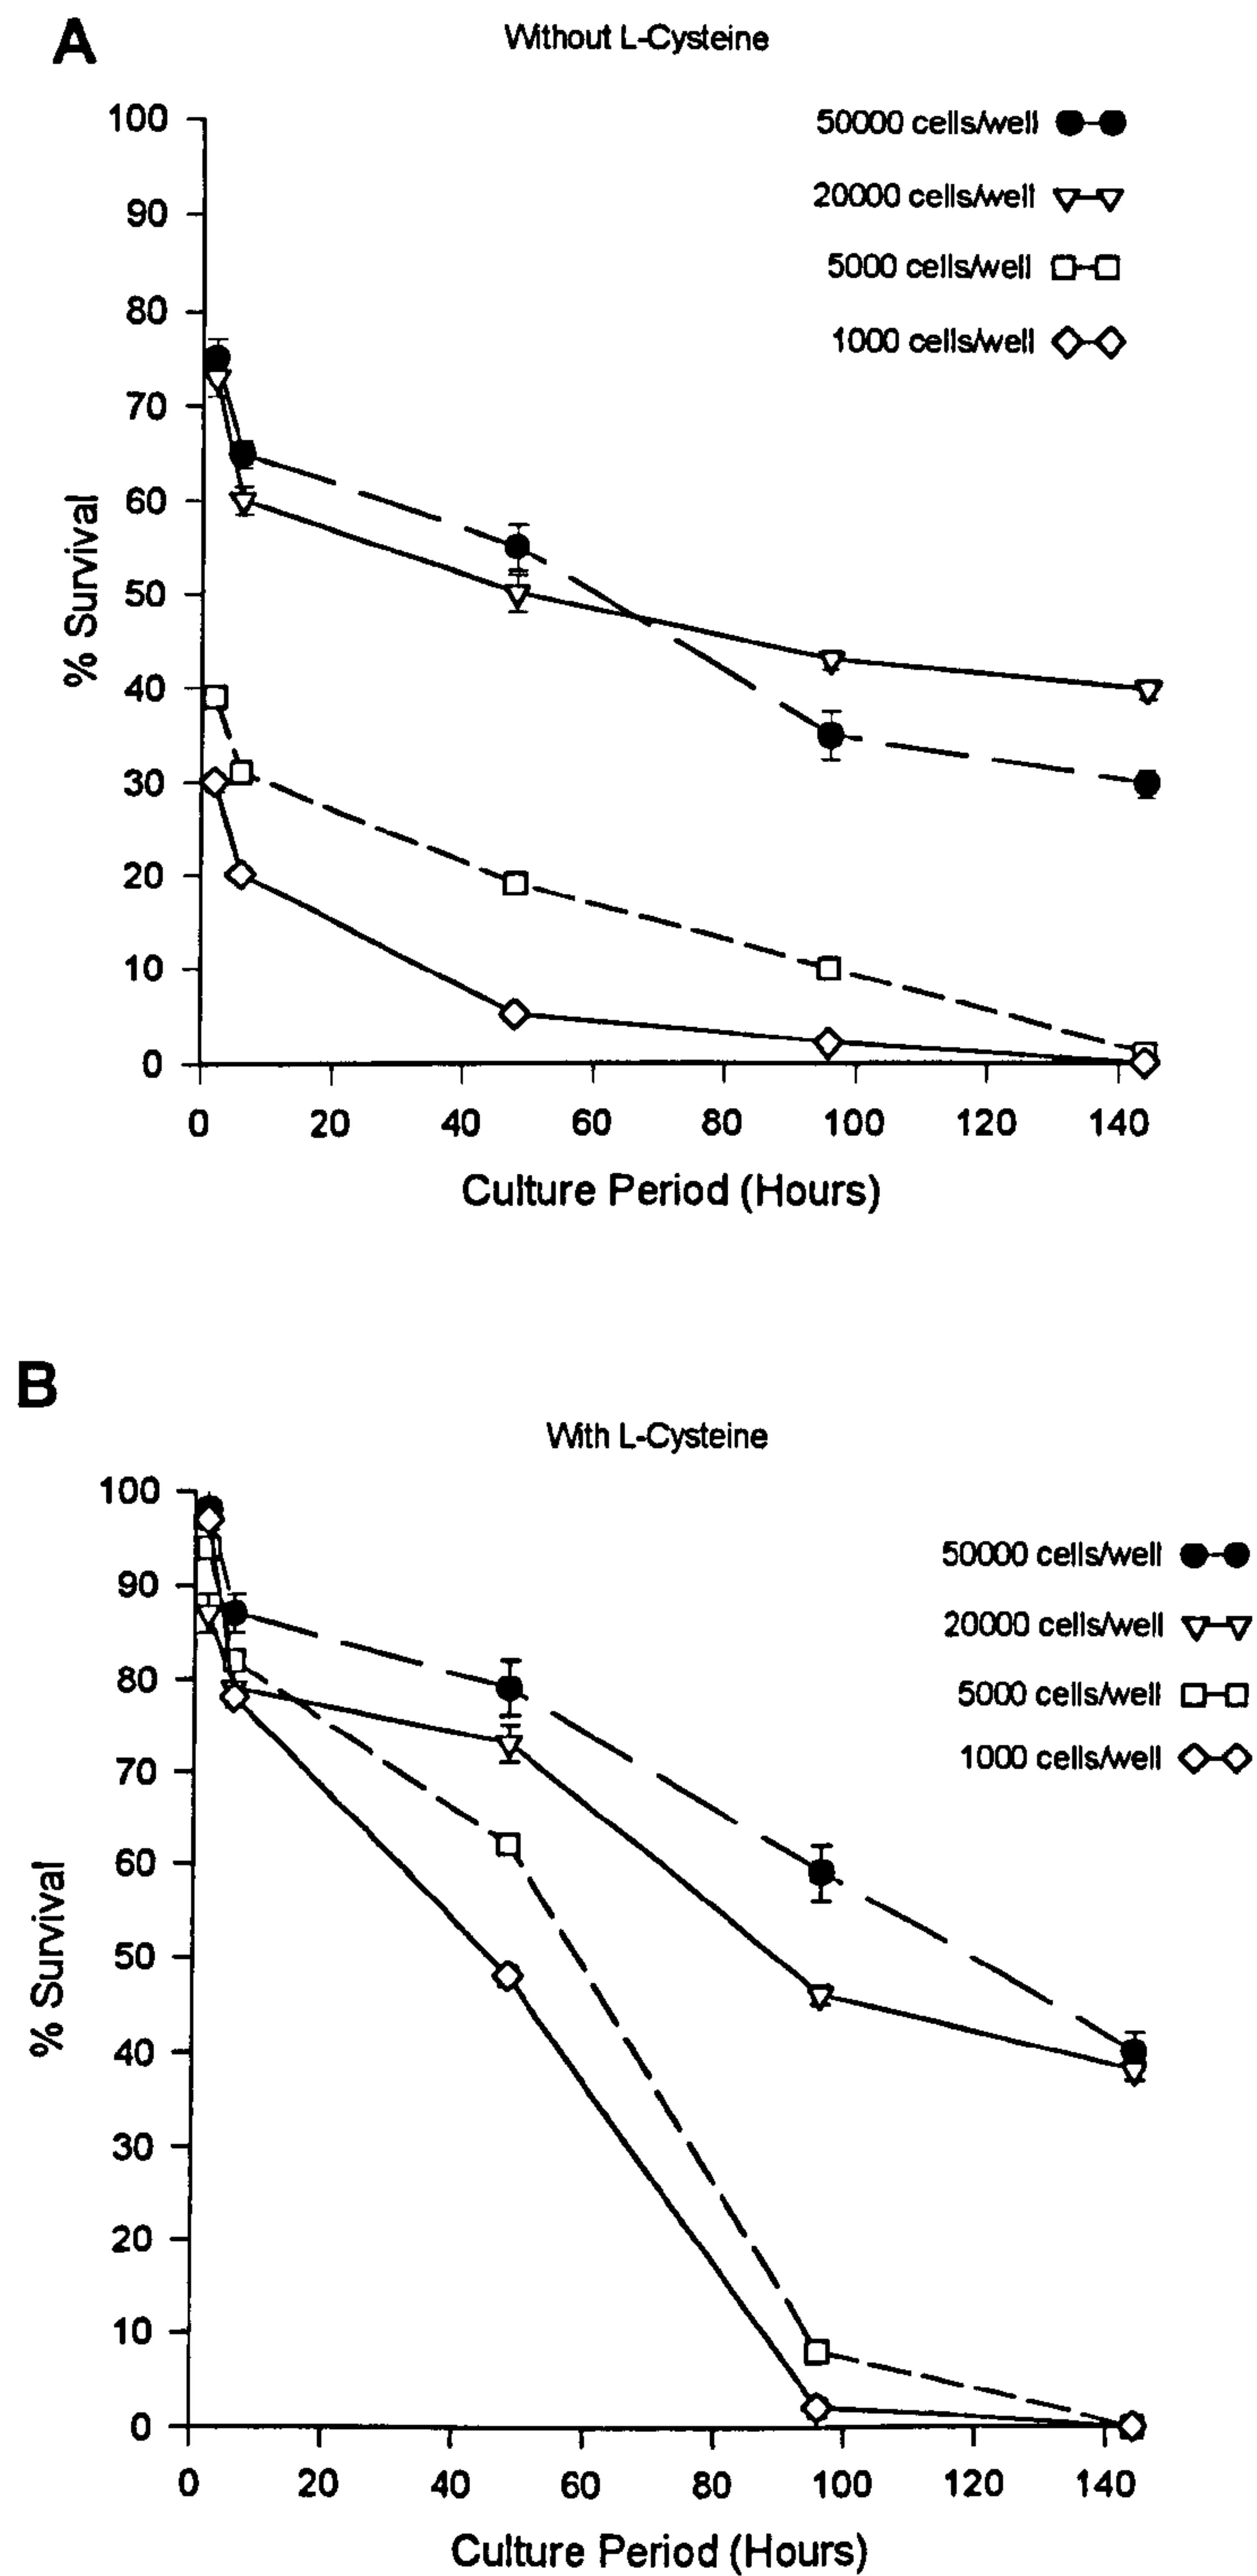 A
Without L-Cysteine
100
90
80
70
60
50
40
30
20
10
0
% Survival
50000 cells/well
20000 cells/well
5000 cells/well
1000 cells/well
0 20 40 60 80 100 120 140
Culture Period (Hours)
B
With L-Cysteine
100
90
80
70
60
50
40
30
20
10
0
% Survival
50000 cells/well
20000 cells/well
5000 cells/well
1000 cells/well
0 20 40 60 80 100 120 140
Culture Period (Hours)